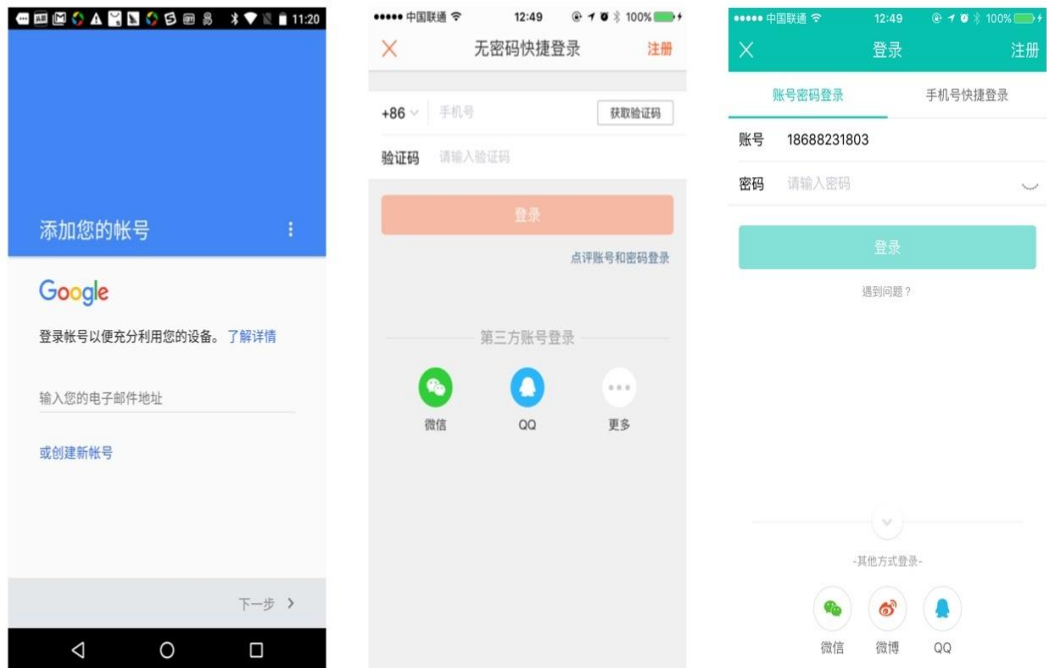 11:20
添加您的帐号
Google
登录帐号以便充分利用您的设备。 了解详情
输入您的电子邮件地址
或创建新帐号
下一步
中国联通 12:49 100%
无密码快捷登录 注册
+86 手机号 获取验证码
验证码 请输入验证码
登录
点评账号和密码登录
第三方账号登录
微信 QQ 更多
中国联通 12:49 100%
登录 注册
账号密码登录 手机号快捷登录
账号 18688231803
密码 请输入密码
登录
遇到问题？
-其他方式登录-
微信 微博 QQ